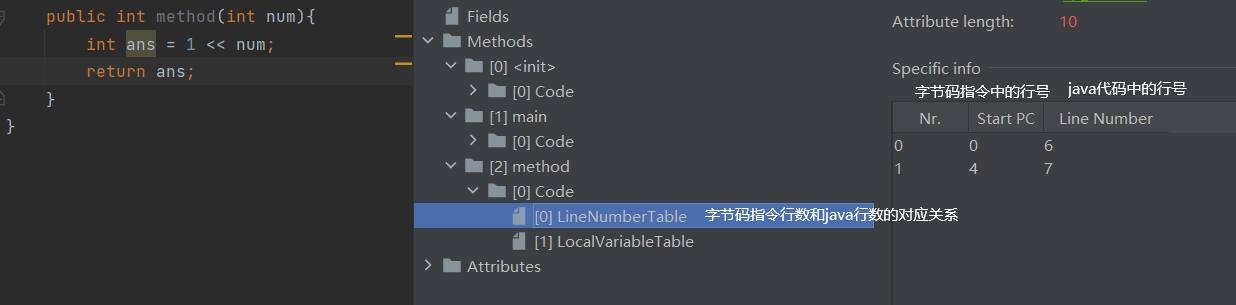 public int method(int num){
int ans = 1 << num;
return ans;
}
}
Fields
Methods
[0] <init>
[0] Code
[1] main
[0] Code
[2] method
[0] Code
[0] LineNumberTable 字节码指令行数和java行数的对应关系
[1] LocalVariableTable
Attributes
Attribute length: 10
Specific info
字节码指令中的行号 java代码中的行号
Nr. Start PC Line Number
0 0 6
1 4 7